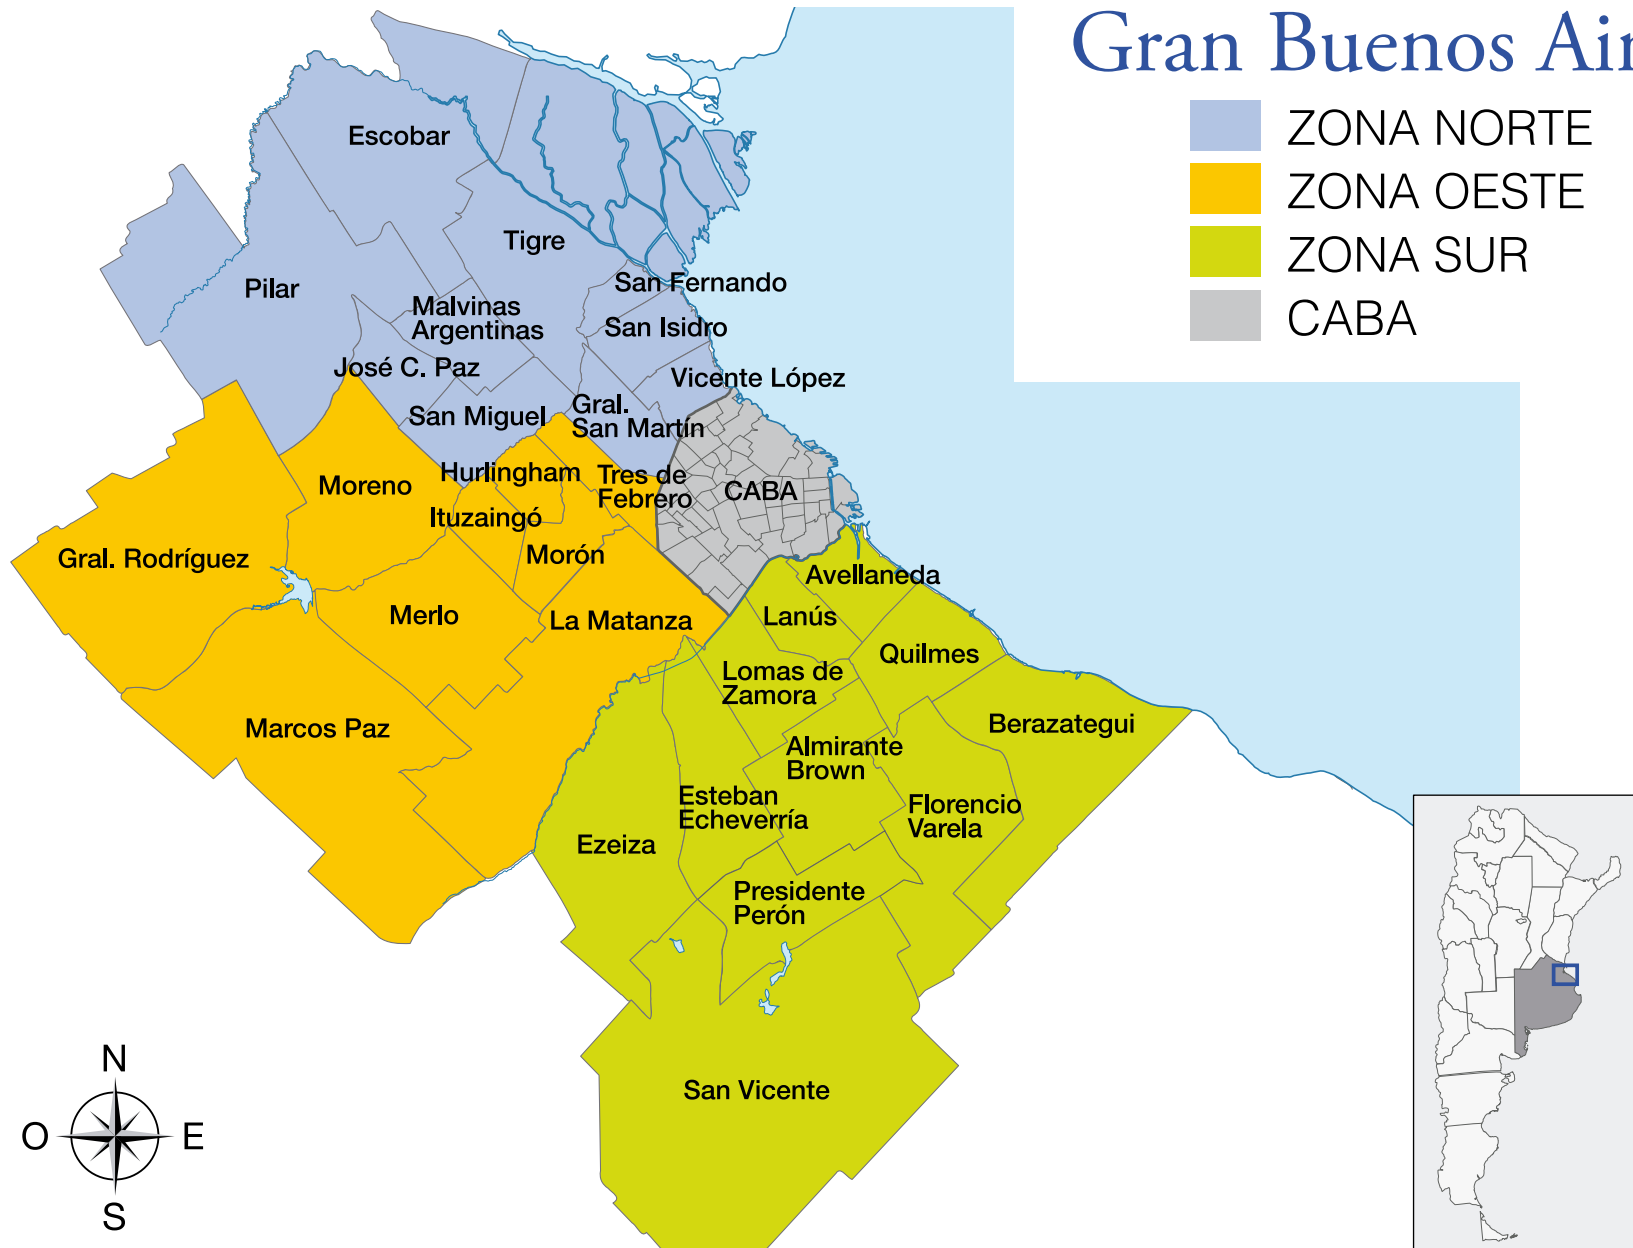 Gran Buenos Air
ZONA NORTE
ZONA OESTE
ZONA SUR
CABA
Escobar
Tigre
Pilar
San Fernando
Malvinas
Argentinas
San Isidro
José C. Paz
Vicente López
San Miguel
Gral.
San Martín
Hurlingham
Tres de
Febrero
Moreno
CABA
Ituzaingó
Gral. Rodríguez
Morón
Avellaneda
Merlo
La Matanza
Lanús
Quilmes
Lomas de
Zamora
Marcos Paz
Berazategui
Almirante
Brown
Esteban
Echeverría
Florencio
Varela
Ezeiza
Presidente
Perón
San Vicente
N
O
E
S